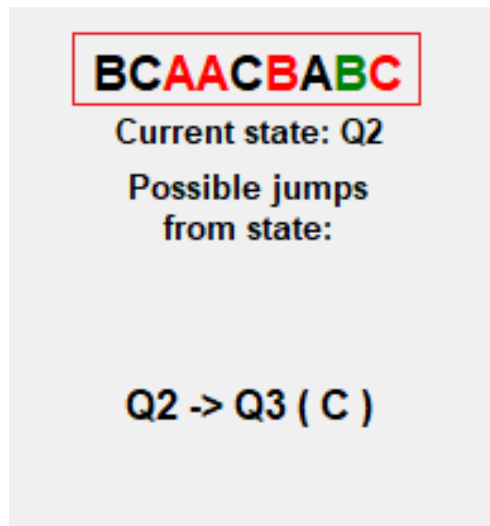 BCAACBABC
Current state: Q2
Possible jumps
from state:
Q2 -> Q3 ( C )